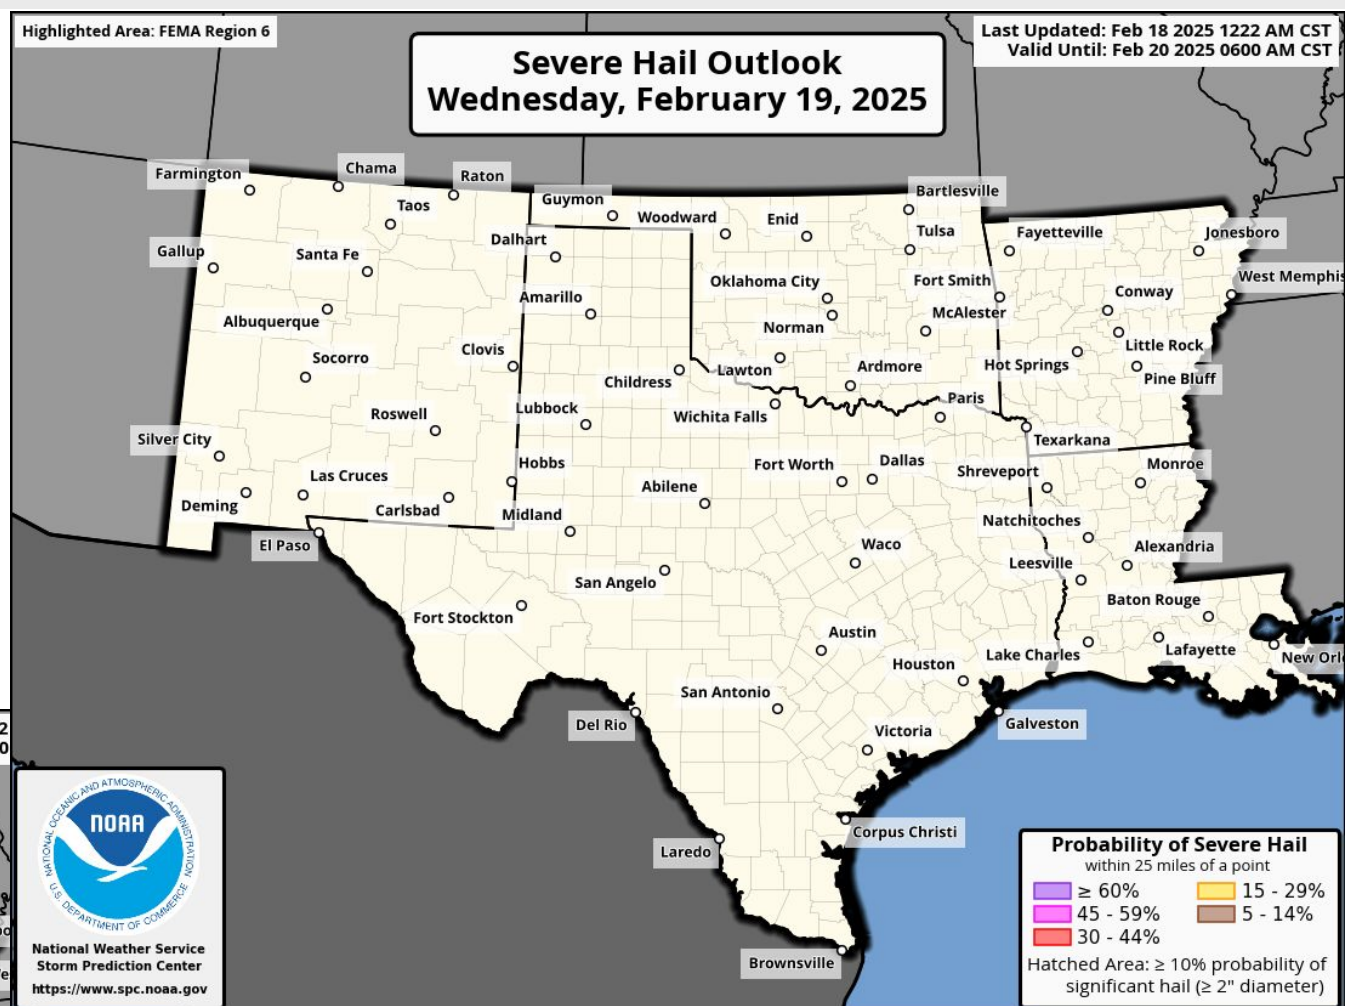 Highlighted Area: FEMA Region 6
Last Updated: Feb 18 2025 1222 AM CST
Valid Until: Feb 20 2025 0600 AM CST
Severe Hail Outlook
Wednesday, February 19, 2025
Farmington
Chama
Raton
Guymon
Bartlesville
Taos
Woodward
Enid
Tulsa
Fayetteville
Jonesboro
Gallup
Santa Fe
Dalhart
Oklahoma City
Fort Smith
West Memphis
Amarillo
Conway
Albuquerque
Norman
McAlester
Little Rock
Socorro
Clovis
Childress
Lawton
Ardmore
Hot Springs
Pine Bluff
Roswell
Lubbock
Wichita Falls
Paris
Silver City
Texarkana
Las Cruces
Hobbs
Abilene
Fort Worth
Dallas
Shreveport
Monroe
Deming
Carlsbad
Midland
Natchitoches
El Paso
Waco
Alexandria
San Angelo
Leesville
Fort Stockton
Baton Rouge
Austin
Houston
Lake Charles
Lafayette
New Orl
San Antonio
Del Rio
Victoria
Galveston
Corpus Christi
Laredo
Brownsville
2
0
NATIONAL OCEANIC AND ATMOSPHERIC ADMINISTRATION
NOAA
U.S. DEPARTMENT OF COMMERCE
National Weather Service
Storm Prediction Center
https://www.spc.noaa.gov
Probability of Severe Hail
within 25 miles of a point
≥ 60% 15 - 29%
45 - 59% 5 - 14%
30 - 44%
Hatched Area: ≥ 10% probability of
significant hail (≥ 2" diameter)